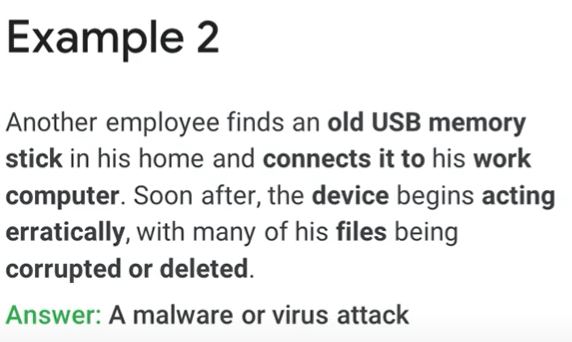 Example 2
Another employee finds an old USB memory
stick in his home and connects it to his work
computer. Soon after, the device begins acting
erratically, with many of his files being
corrupted or deleted.
Answer: A malware or virus attack